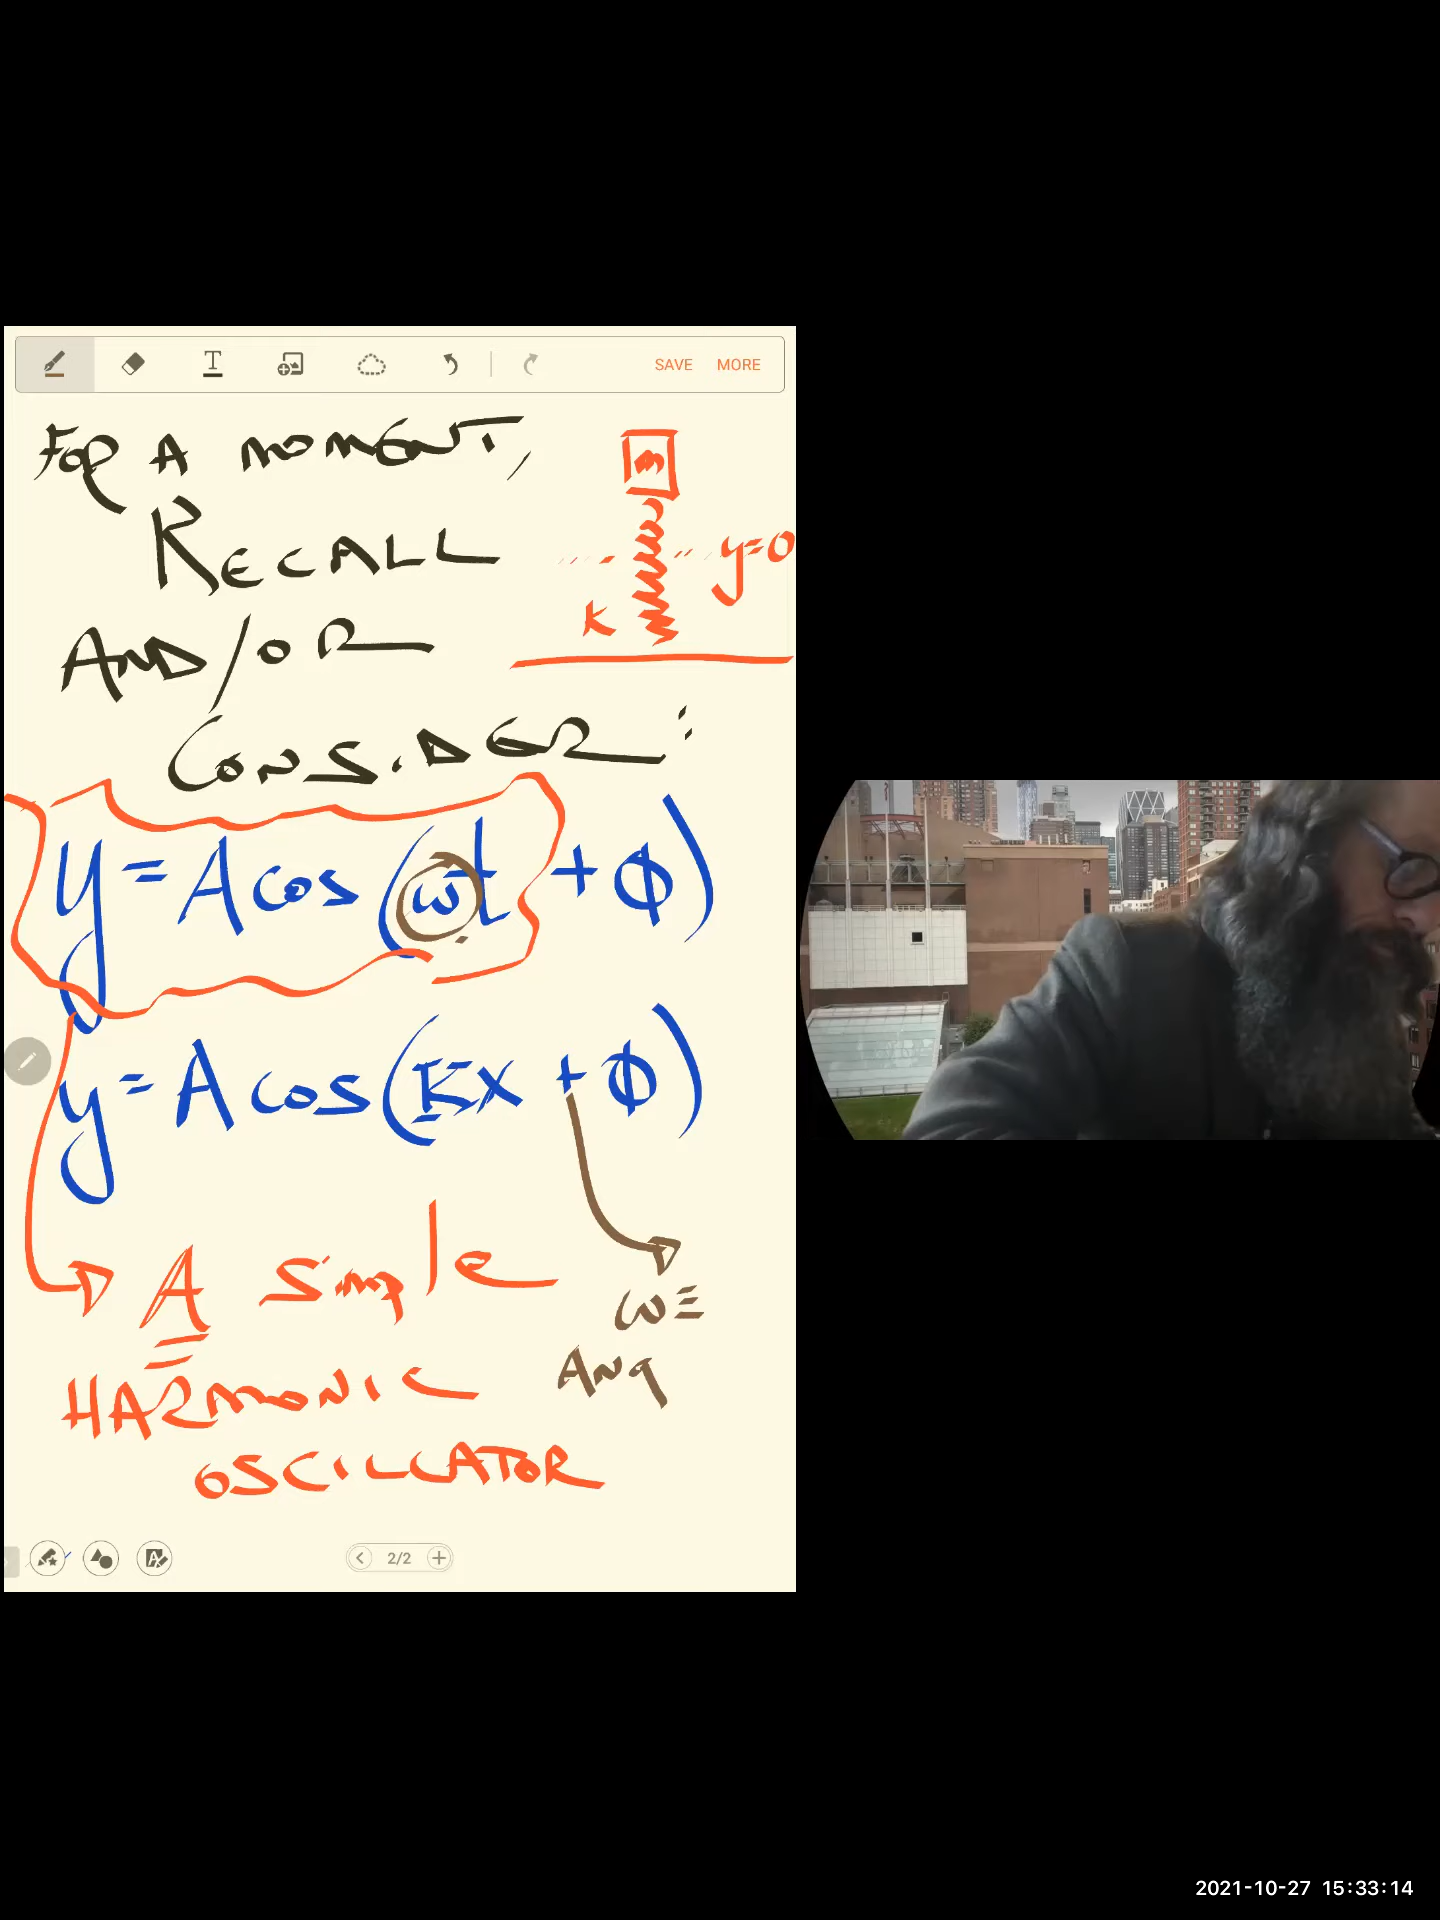 SAVE MORE
FOR A MOMENT,
RECALL
AND/OR
CONSIDER:
m
y=0
k
y = A cos(ωt + Φ)
y = A cos(kx + Φ)
A simple
HARMONIC
OSCILLATOR
ω ≡
Ang
2/2
2021-10-27 15:33:14